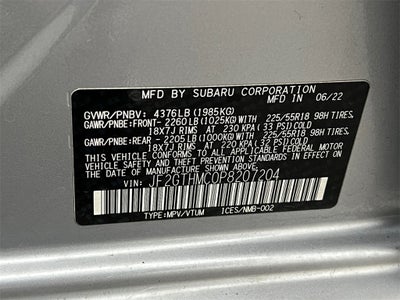 MFD BY SUBARU CORPORATION 06/22
GVWR/PNBV: 4376LB (1985KG)
GAWR/PNBE: FRONT- 2260LB (1025KG) WITH/AVEC 225/55R18 98H TIRES,
18X7J RIMS AT 230 KPA ( 33 PSI) COLD
GAWR/PNBE: REAR - 2205LB (1000KG) WITH/AVEC 225/55R18 98H TIRES,
18X7J RIMS AT 220 KPA ( 32 PSI) COLD
THIS VEHICLE CONFORMS TO ALL APPLICABLE FEDERAL MOTOR
VEHICLE SAFETY AND THEFT PREVENTION STANDARDS IN
EFFECT ON THE DATE OF MANUFACTURE SHOWN ABOVE.
VIN: JF2GTHMC0P8207204
TYPE:MPV/VTUM ICES/NMB-002